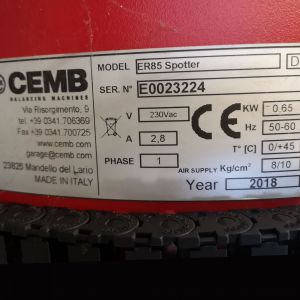 CEMB
BALANCING MACHINES
Via Risorgimento, 9
tel. +39 0341.706369
Fax +39 0341.700725
www.cemb.com
garage@cemb.com
23826 Mandello del Lario
MADE IN ITALY
MODEL ER85 Spotter D
SER. N° E0023224
V 230Vac
A 2,8
PHASE 1
CE
KW 0.65
Hz 50-60
T° [C] 0/+45
AIR SUPPLY Kg/cm² 8/10
Year 2018